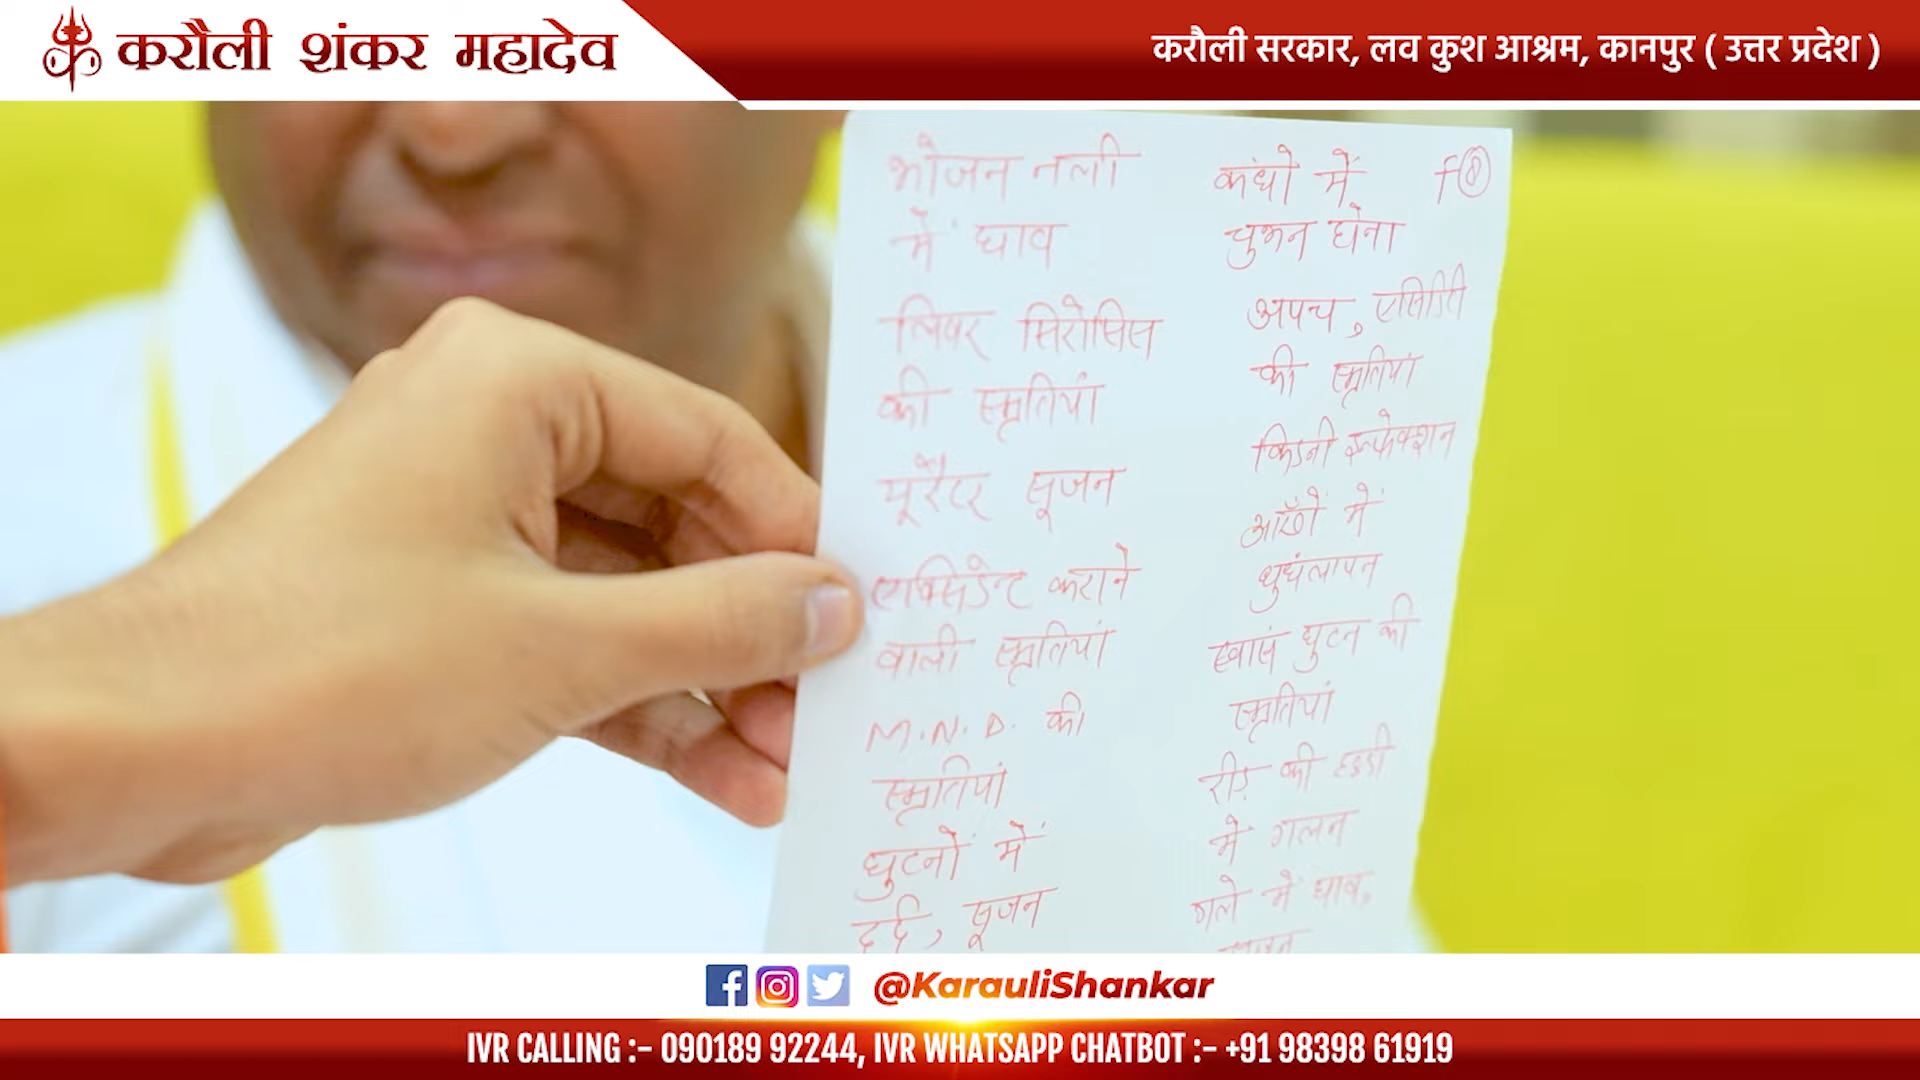 करौली शंकर महादेव
करौली सरकार, लव कुश आश्रम, कानपुर ( उत्तर प्रदेश )
भोजन नली
में घाव
लिवर सिरोसिस
की स्मृतियां
यूरेटर सूजन
एक्सिडेन्ट कराने
वाली स्मृतियां
M.N.D. की
स्मृतियां
घुटनों में
दर्द, सूजन
कंधो में
चुभन होना
अपच, एसिडिटी
की स्मृतियां
किडनी इन्फेक्शन
आँखों में
धुधंलापन
स्वासं घुटन की
स्मृतियां
रीड़ की हडडी
में गलन
गले में घाव,
@KarauliShankar
IVR CALLING :- 090189 92244, IVR WHATSAPP CHATBOT :- +91 98398 61919